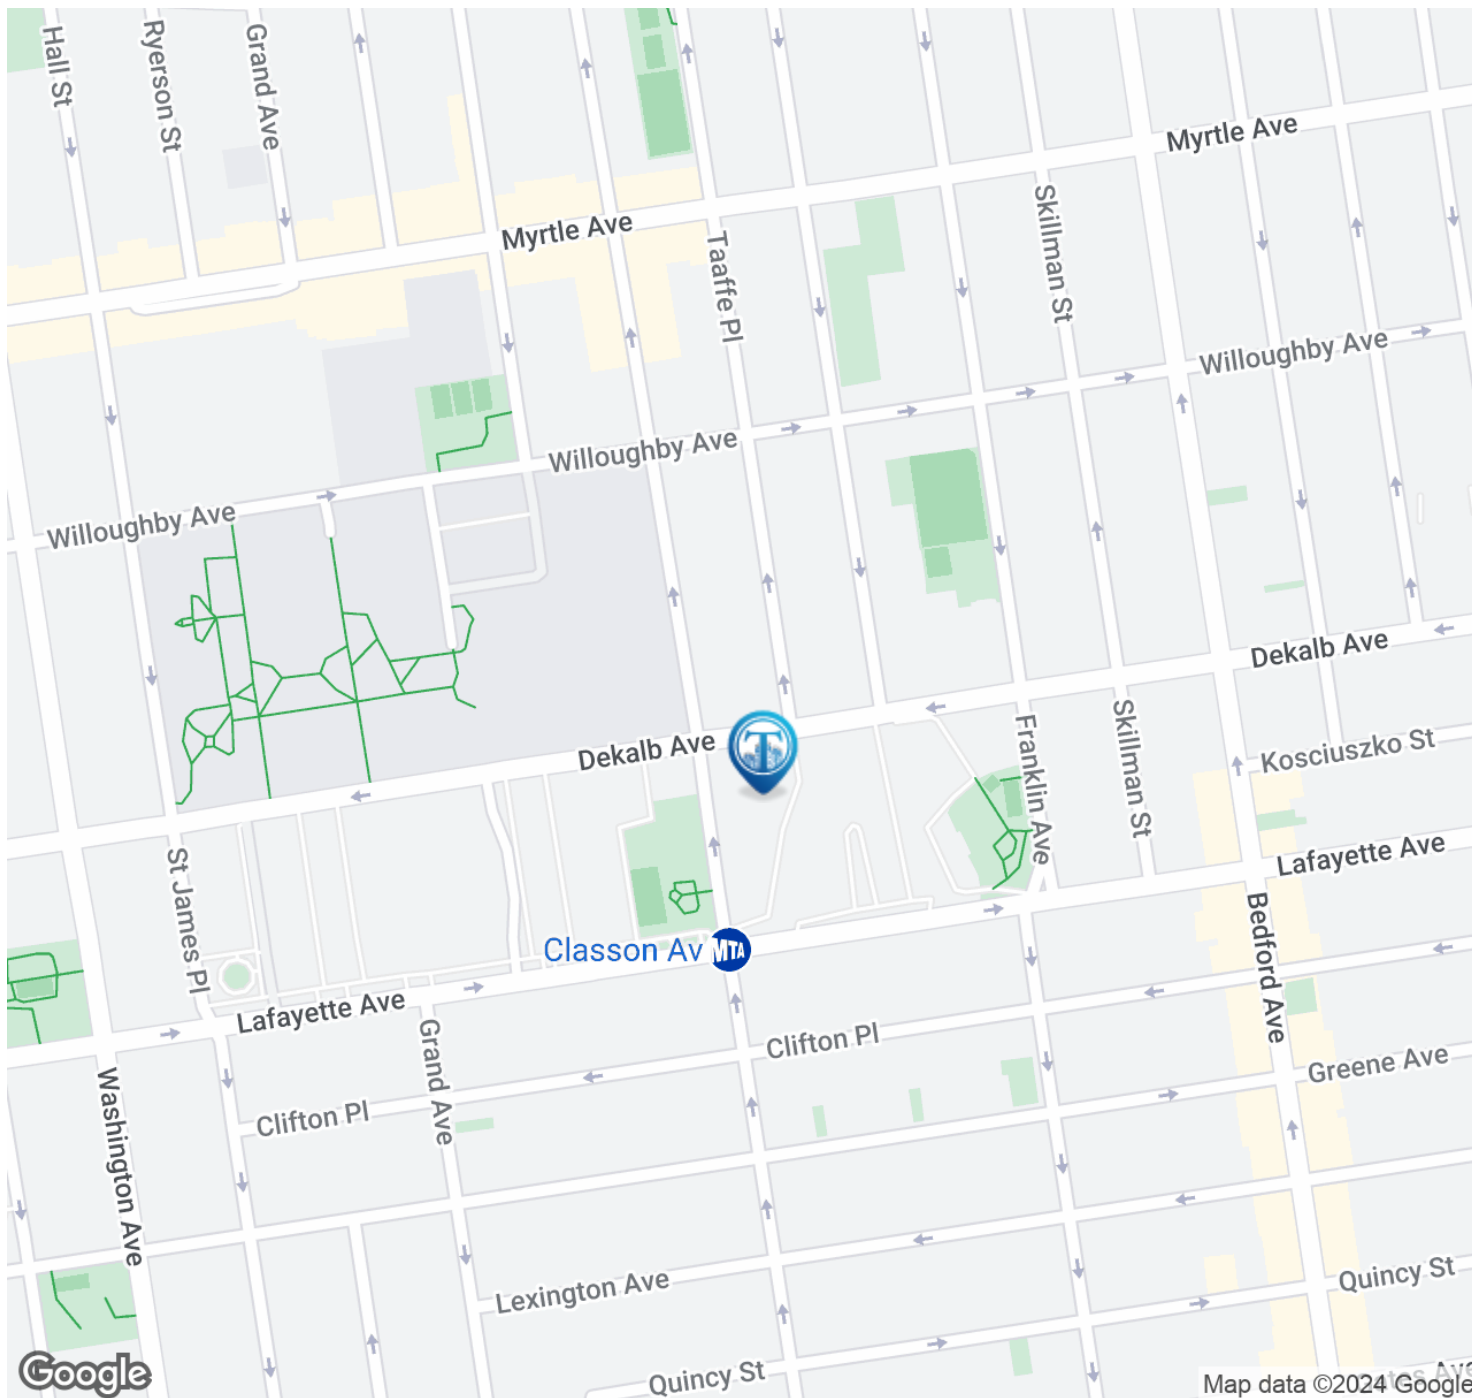 Hall St
Ryerson St
Grand Ave
Myrtle Ave
Myrtle Ave
Taaffe Pl
Skillman St
Willoughby Ave
Willoughby Ave
Willoughby Ave
Dekalb Ave
Dekalb Ave
T
Franklin Ave
Skillman St
Kosciuszko St
St James Pl
Lafayette Ave
Bedford Ave
Classon Av
MTA
Lafayette Ave
Grand Ave
Clifton Pl
Clifton Pl
Greene Ave
Washington Ave
Lexington Ave
Quincy St
Quincy St
Google
Map data ©2024 Google